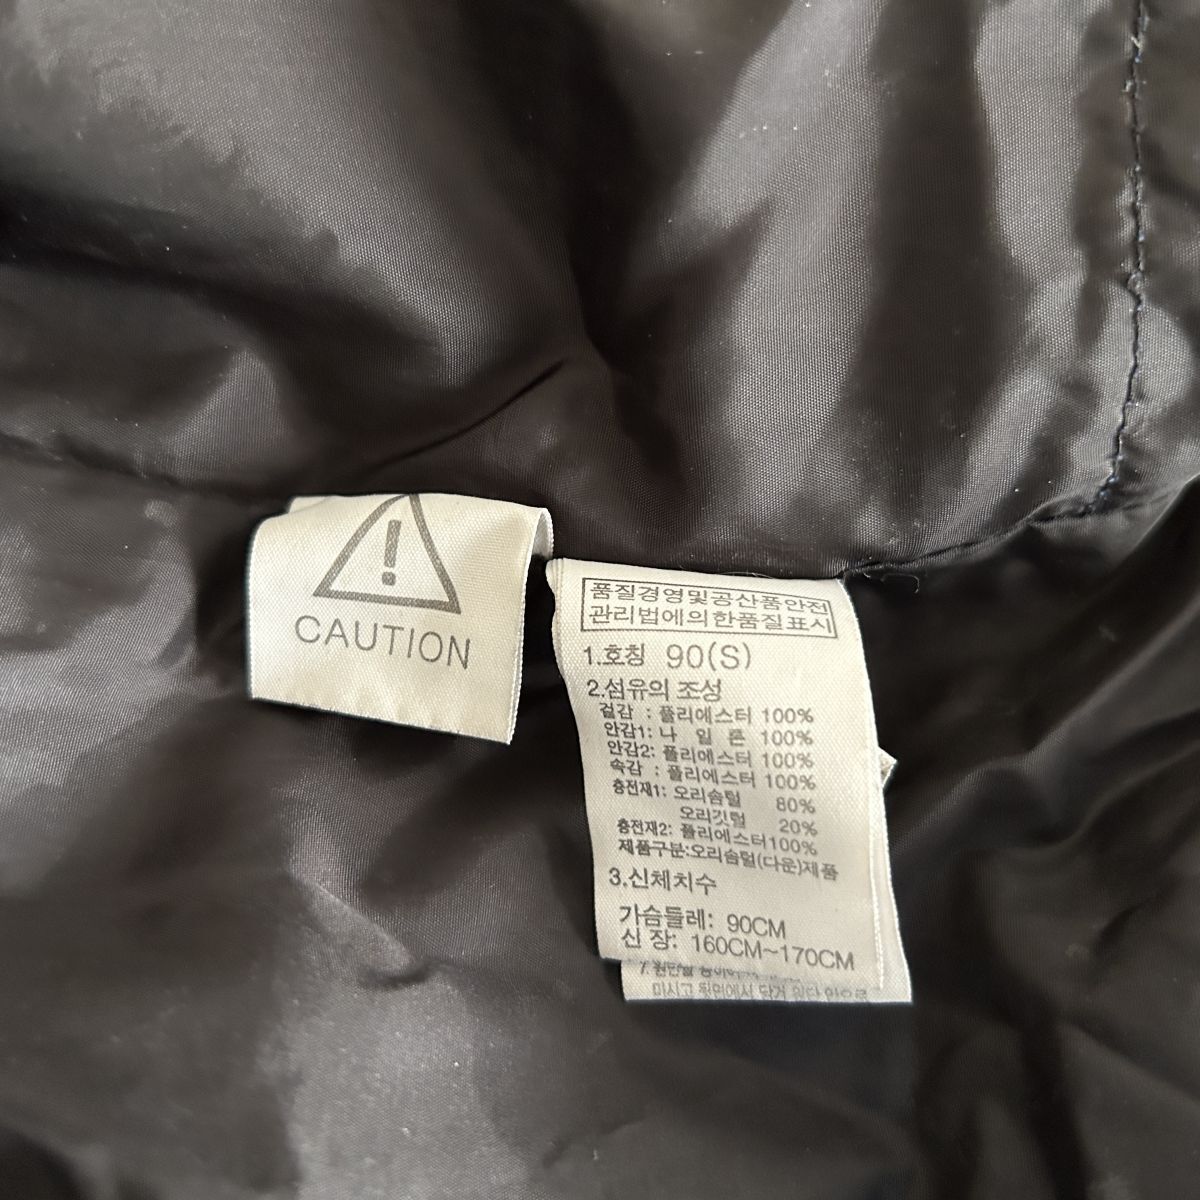 CAUTION
품질경영및공산품안전
관리법에의한품질표시
1.호칭 90(S)
2.섬유의 조성
겉감 : 폴리에스터 100%
안감1: 나 일 론 100%
안감2: 폴리에스터 100%
속감 : 폴리에스터 100%
충전재1: 오리솜털 80%
오리깃털 20%
충전재2: 폴리에스터100%
제품구분:오리솜털(다운)제품
3.신체치수
가슴둘레: 90CM
신 장: 160CM~170CM
미시고